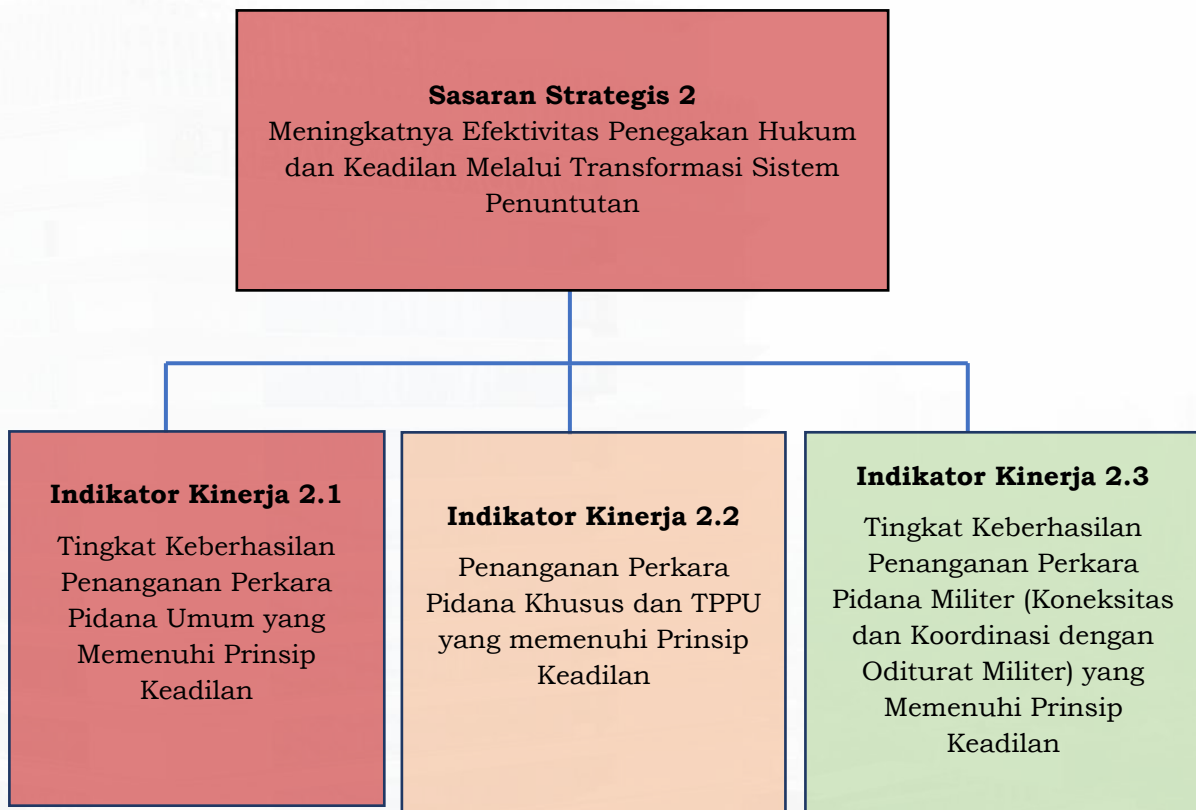 Sasaran Strategis 2
Meningkatnya Efektivitas Penegakan Hukum
dan Keadilan Melalui Transformasi Sistem
Penuntutan
Indikator Kinerja 2.1
Tingkat Keberhasilan
Penanganan Perkara
Pidana Umum yang
Memenuhi Prinsip
Keadilan
Indikator Kinerja 2.2
Penanganan Perkara
Pidana Khusus dan TPPU
yang memenuhi Prinsip
Keadilan
Indikator Kinerja 2.3
Tingkat Keberhasilan
Penanganan Perkara
Pidana Militer (Koneksitas
dan Koordinasi dengan
Oditurat Militer) yang
Memenuhi Prinsip
Keadilan